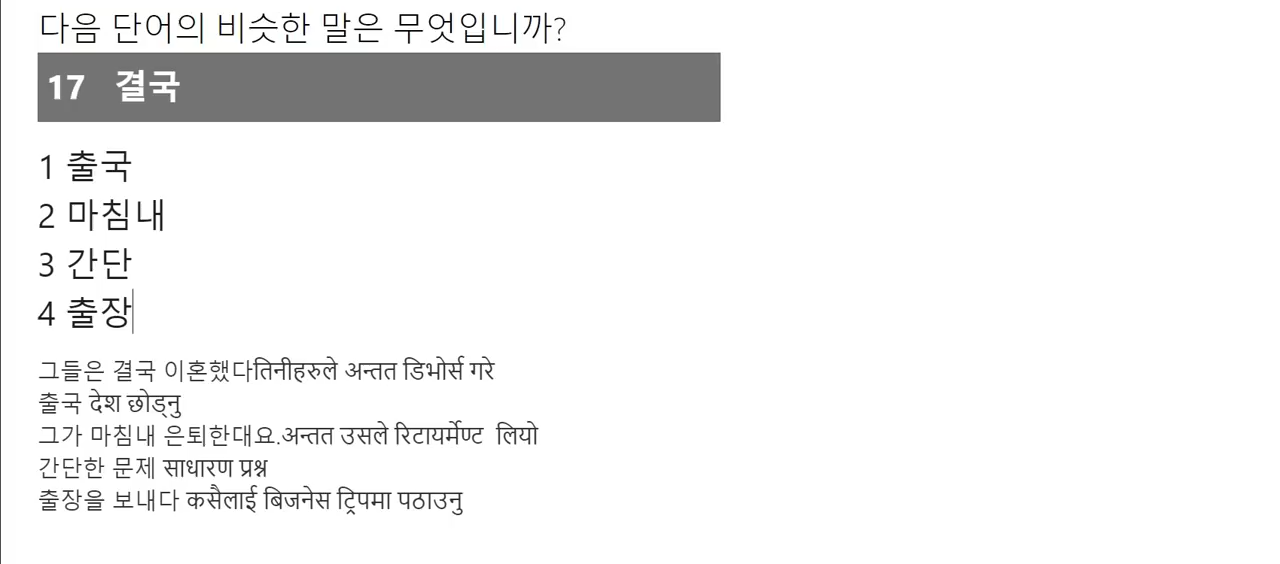 다음 단어의 비슷한 말은 무엇입니까?
17 결국
1 출국
2 마침내
3 간단
4 출장
그들은 결국 이혼했다तिनीहरुले अन्तत डिभोर्स गरे
출국 देश छोड्नु
그가 마침내 은퇴한대요.अन्तत उसले रिटायर्मेण्ट लियो
간단한 문제 साधारण प्रश्न
출장을 보내다 कसैलाई बिजनेस ट्रिपमा पठाउनु